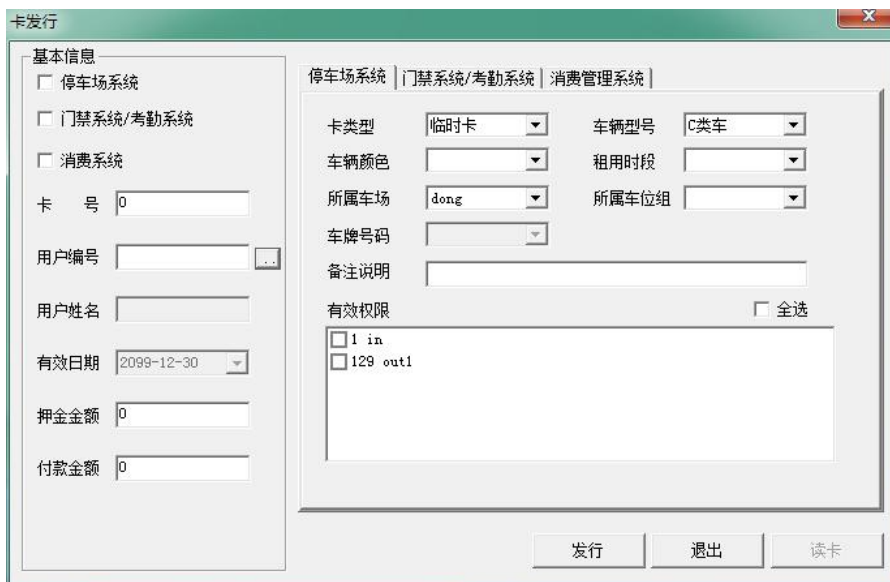 卡发行
基本信息
停车场系统
门禁系统/考勤系统
消费系统
卡 号 0
用户编号 ..
用户姓名
有效日期 2099-12-30
押金金额 0
付款金额 0
停车场系统 门禁系统/考勤系统 消费管理系统
卡类型 临时卡 车辆型号 C类车
车辆颜色 租用时段
所属车场 dong 所属车位组
车牌号码
备注说明
有效权限 全选
1 in
129 out1
发行 退出 读卡